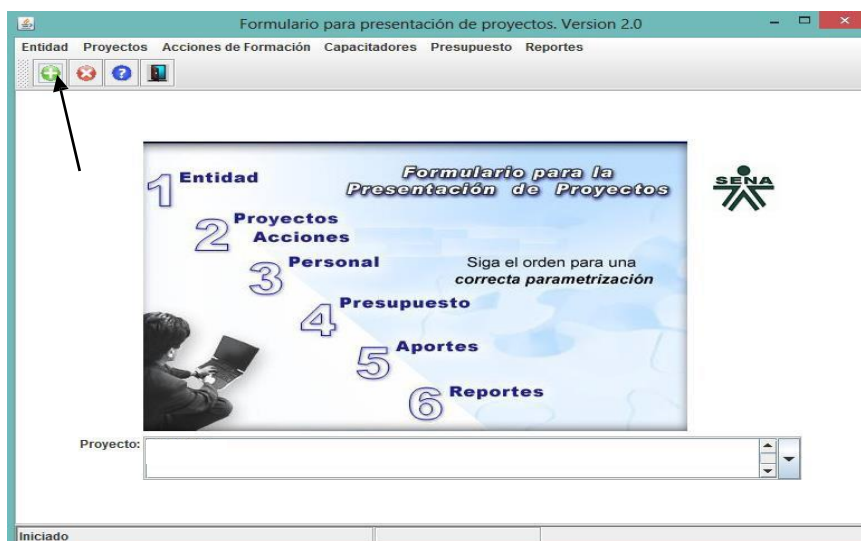 Formulario para presentación de proyectos. Version 2.0
Entidad Proyectos Acciones de Formación Capacitadores Presupuesto Reportes
1 Entidad
Formulario para la
Presentación de Proyectos
SENA
2 Proyectos
Acciones
3 Personal
Siga el orden para una
correcta parametrización
4 Presupuesto
5 Aportes
6 Reportes
Proyecto:
Iniciado